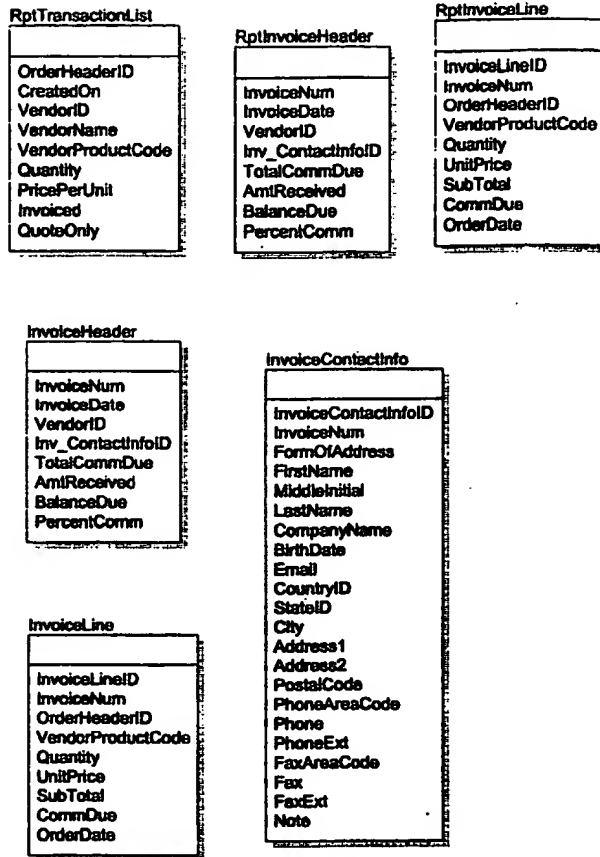 RptTransactionList
OrderHeaderID
CreatedOn
VendorID
VendorName
VendorProductCode
Quantity
PricePerUnit
Invoiced
QuoteOnly
RptInvoiceHeader
InvoiceNum
InvoiceDate
VendorID
Inv_ContactInfoID
TotalCommDue
AmtReceived
BalanceDue
PercentComm
RptInvoiceLine
InvoiceLineID
InvoiceNum
OrderHeaderID
VendorProductCode
Quantity
UnitPrice
SubTotal
CommDue
OrderDate
InvoiceHeader
InvoiceNum
InvoiceDate
VendorID
Inv_ContactInfoID
TotalCommDue
AmtReceived
BalanceDue
PercentComm
InvoiceContactInfo
InvoiceContactInfoID
InvoiceNum
FormOfAddress
FirstName
MiddleInitial
LastName
CompanyName
BirthDate
Email
CountryID
StateID
City
Address1
Address2
PostalCode
PhoneAreaCode
Phone
PhoneExt
FaxAreaCode
Fax
FaxExt
Note
InvoiceLine
InvoiceLineID
InvoiceNum
OrderHeaderID
VendorProductCode
Quantity
UnitPrice
SubTotal
CommDue
OrderDate